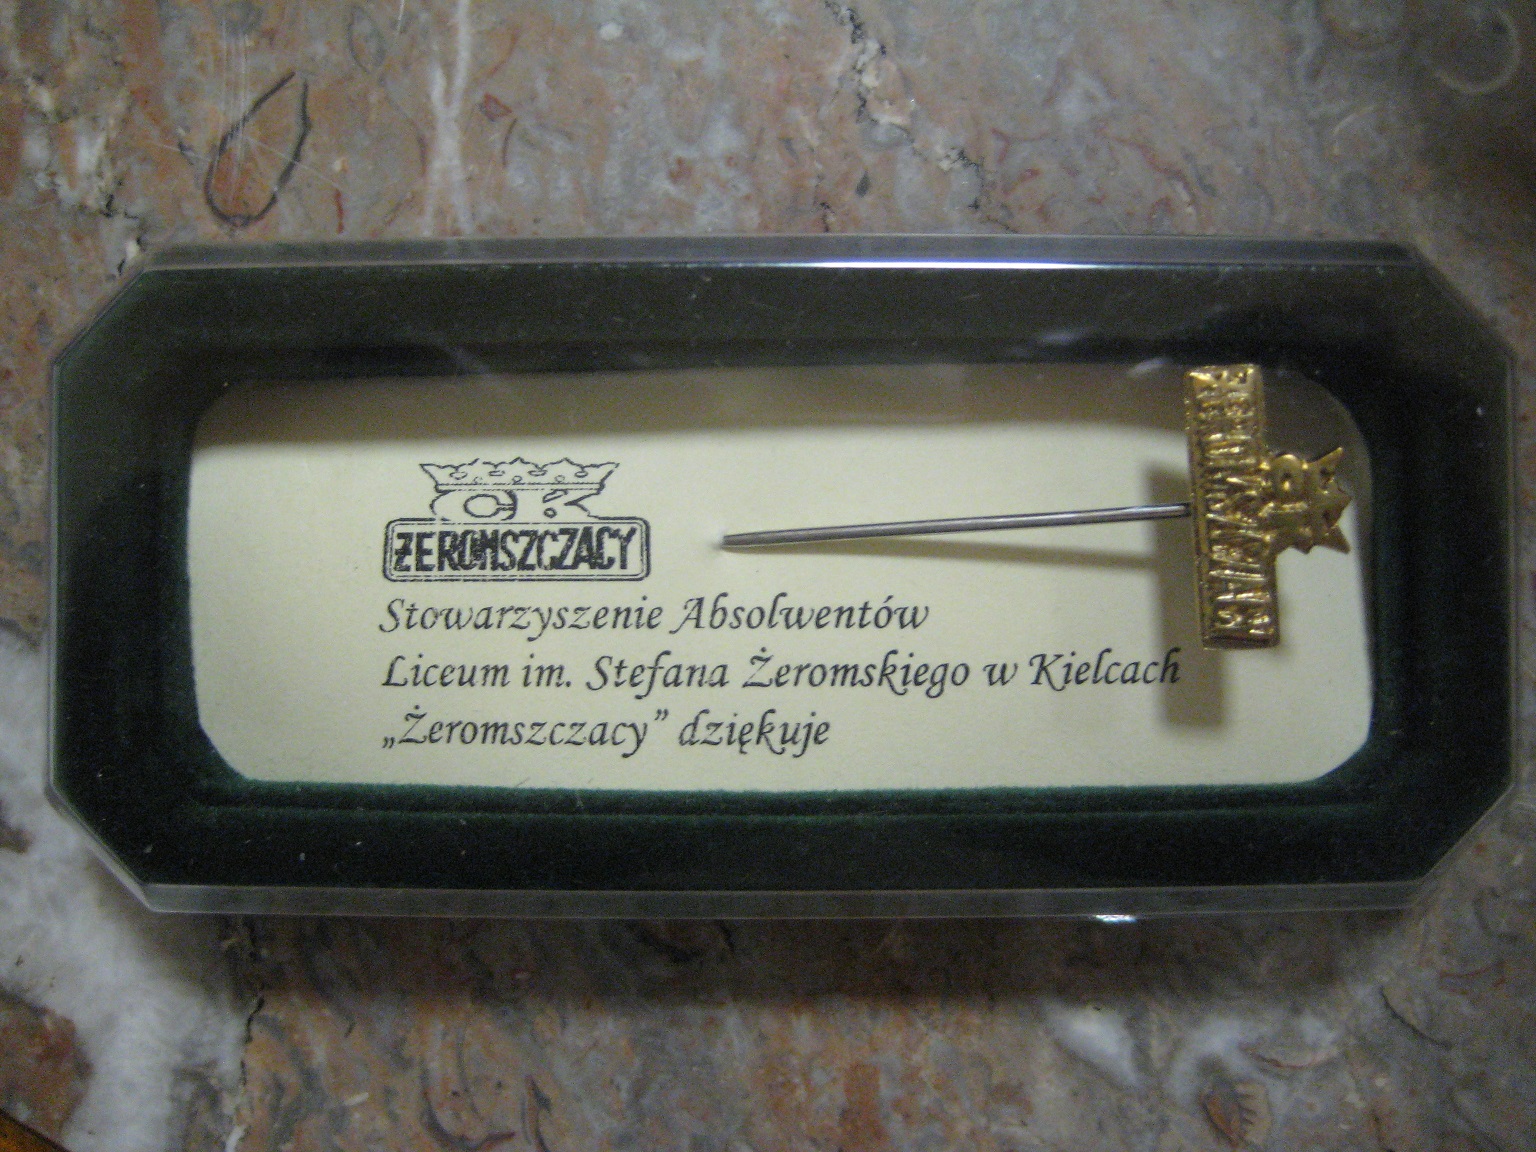 ŻEROMSZCZACY
Stowarzyszenie Absolwentów
Liceum im. Stefana Żeromskiego w Kielcach
„Żeromszczacy” dziękuje